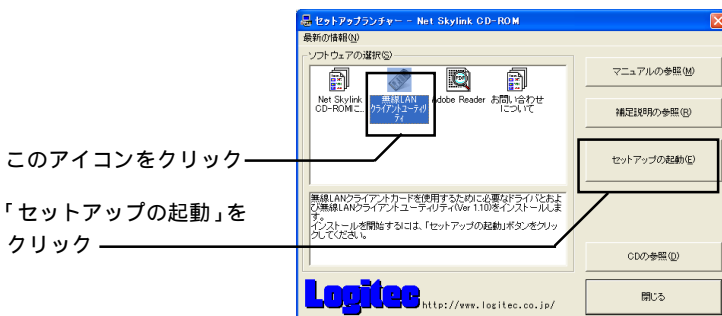 セットアップランチャー - Net Skylink CD-ROM
最新の情報(N)
ソフトウェアの選択(S)
Net Skylink
CD-ROMに...
無線LAN
クライアントユーティリ
ティ
Adobe Reader
お問い合わせ
について
マニュアルの参照(M)
補足説明の参照(R)
セットアップの起動(E)
このアイコンをクリック
「セットアップの起動」を
クリック
無線LANクライアントカードを使用するために必要なドライバとおよ
び無線LANクライアントユーティリティ(Ver 1.10)をインストールしま
す。
インストールを開始するには、「セットアップの起動」ボタンをクリッ
クしてください。
CDの参照(D)
閉じる
Logitec http://www.logitec.co.jp/